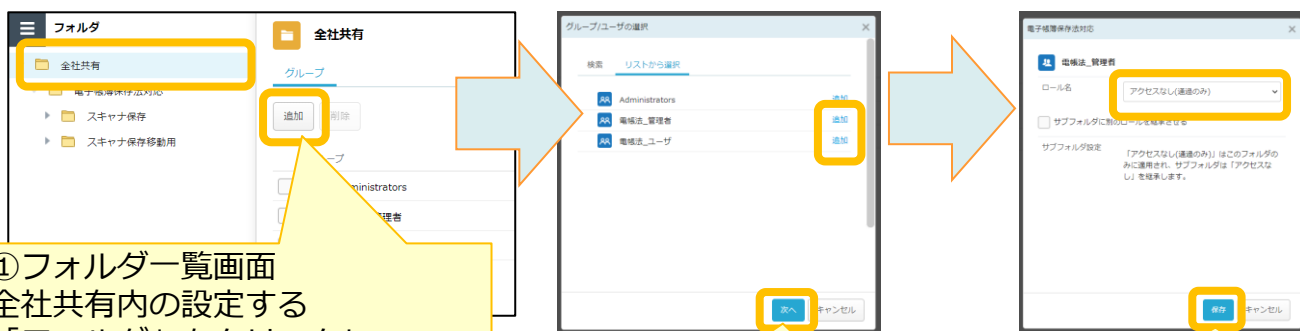 フォルダ
全社共有
電子帳簿保存法対応
スキャナ保存
スキャナ保存移動用
全社共有
グループ
追加
削除
ープ
ministrators
理者
①フォルダ一覧画面
全社共有内の設定する
グループ/ユーザの選択
×
検索
リストから選択
Administrators
追加
電帳法_管理者
追加
電帳法_ユーザ
追加
次へ
キャンセル
電子帳簿保存法対応
×
電帳法_管理者
ロール名
アクセスなし(通過のみ)
サブフォルダに別のロールを継承させる
サブフォルダ設定
「アクセスなし(通過のみ)」はこのフォルダの
みに適用され、サブフォルダは「アクセスな
し」を継承します。
保存
キャンセル